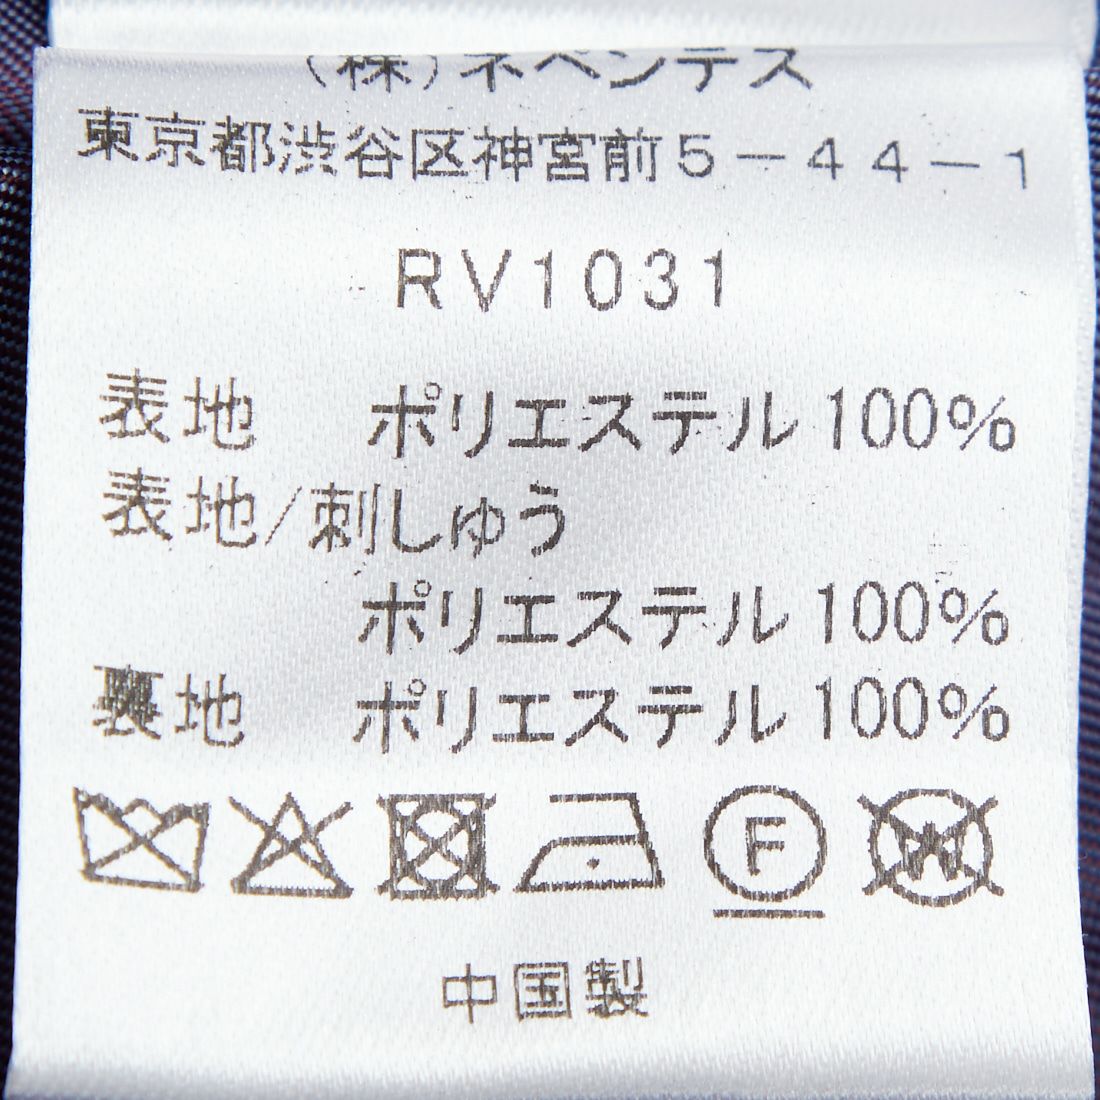 (株)ネペンテス
東京都渋谷区神宮前5-44-1
RV1031
表地 ポリエステル100%
表地/刺しゅう
ポリエステル100%
裏地 ポリエステル100%
F W
中国製